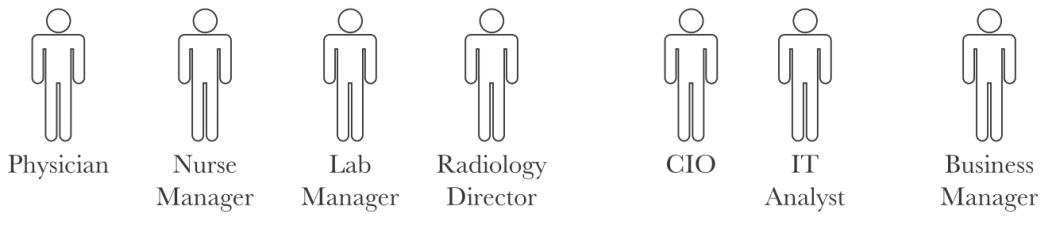 Physician
Nurse
Manager
Lab
Manager
Radiology
Director
CIO
IT
Analyst
Business
Manager